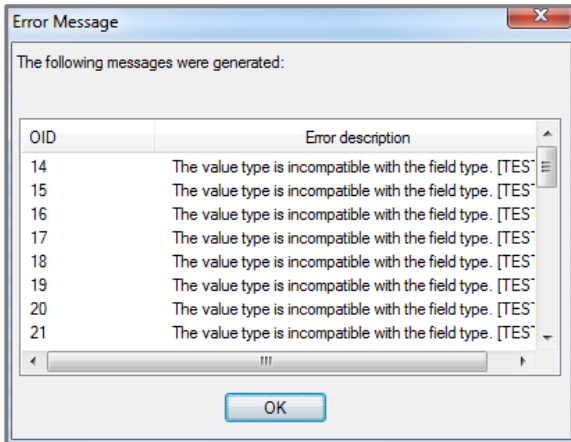 Error Message
The following messages were generated:
OID Error description
14 The value type is incompatible with the field type. [TEST
15 The value type is incompatible with the field type. [TEST
16 The value type is incompatible with the field type. [TEST
17 The value type is incompatible with the field type. [TEST
18 The value type is incompatible with the field type. [TEST
19 The value type is incompatible with the field type. [TEST
20 The value type is incompatible with the field type. [TEST
21 The value type is incompatible with the field type. [TEST
OK